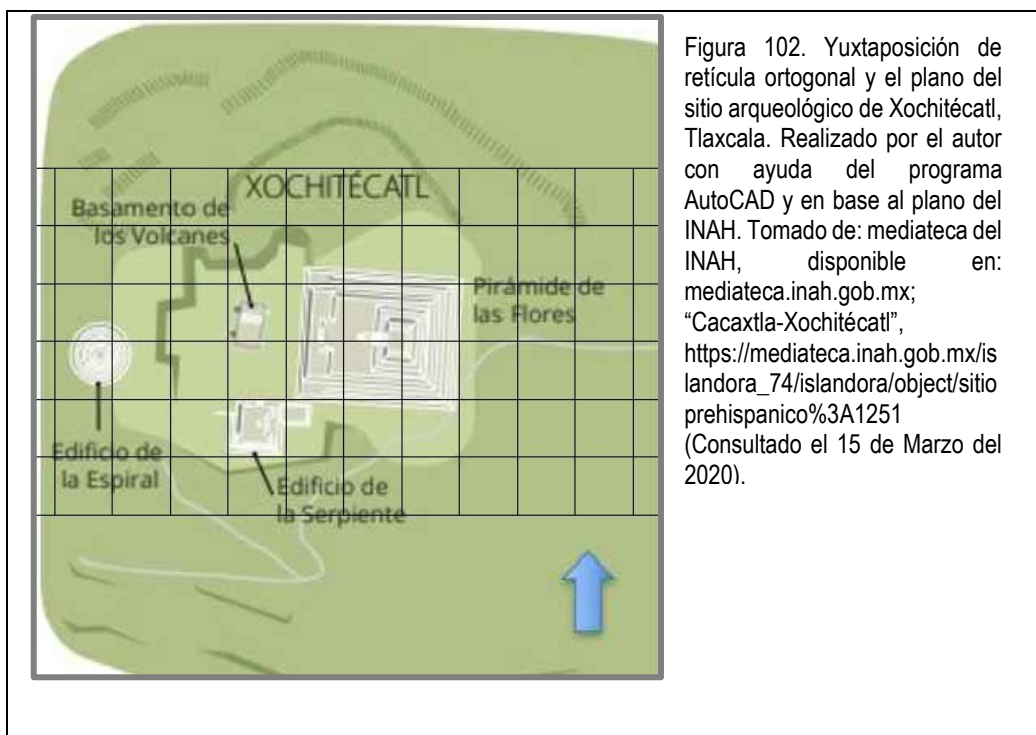 XOCHITÉCATL
Basamento de
los Volcanes
Pirámide de
las Flores
Edificio de
la Espiral
Edificio de
la Serpiente
Figura 102. Yuxtaposición de
retícula ortogonal y el plano del
sitio arqueológico de Xochitécatl,
Tlaxcala. Realizado por el autor
con ayuda del programa
AutoCAD y en base al plano del
INAH. Tomado de: mediateca del
INAH, disponible en:
mediateca.inah.gob.mx;
“Cacaxtla-Xochitécatl”,
https://mediateca.inah.gob.mx/is
landora_74/islandora/object/sitio
prehispanico%3A1251
(Consultado el 15 de Marzo del
2020).